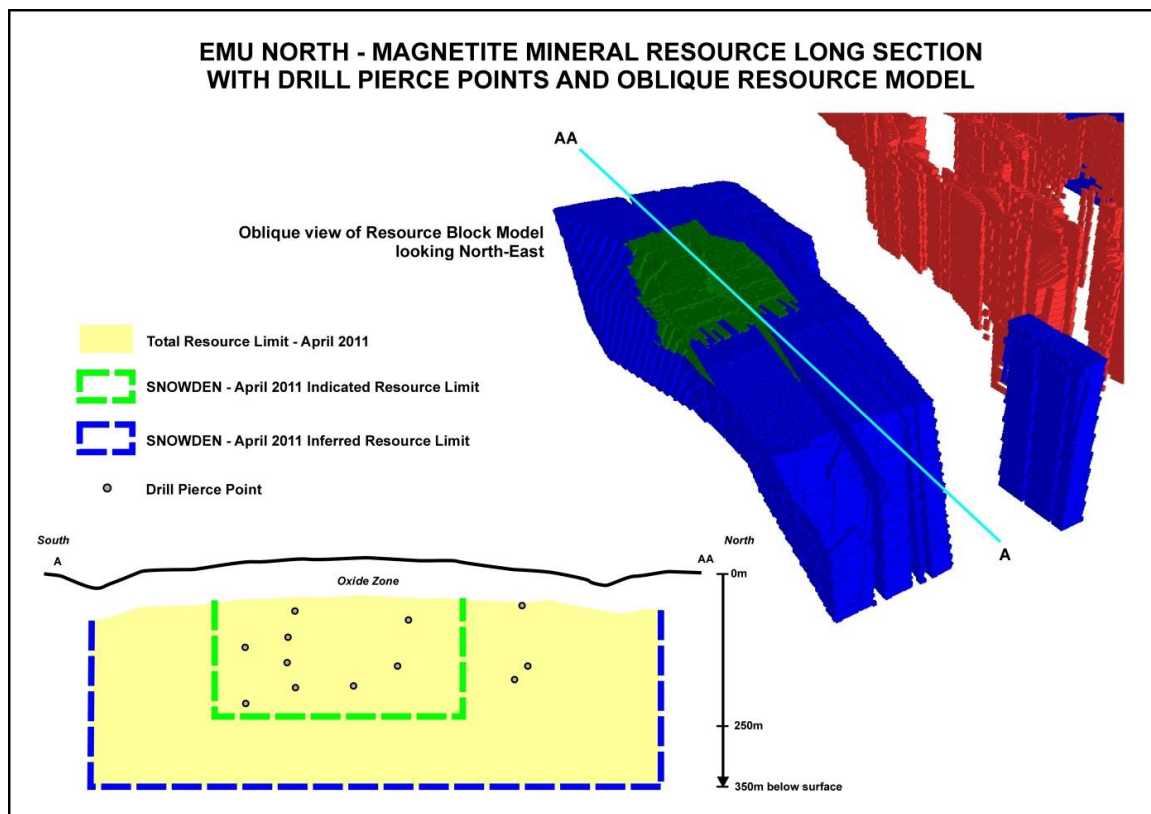 EMU NORTH - MAGNETITE MINERAL RESOURCE LONG SECTION
WITH DRILL PIERCE POINTS AND OBLIQUE RESOURCE MODEL
AA
Oblique view of Resource Block Model
looking North-East
Total Resource Limit - April 2011
SNOWDEN - April 2011 Indicated Resource Limit
SNOWDEN - April 2011 Inferred Resource Limit
Drill Pierce Point
A
South
North
A
AA
0m
Oxide Zone
250m
350m below surface